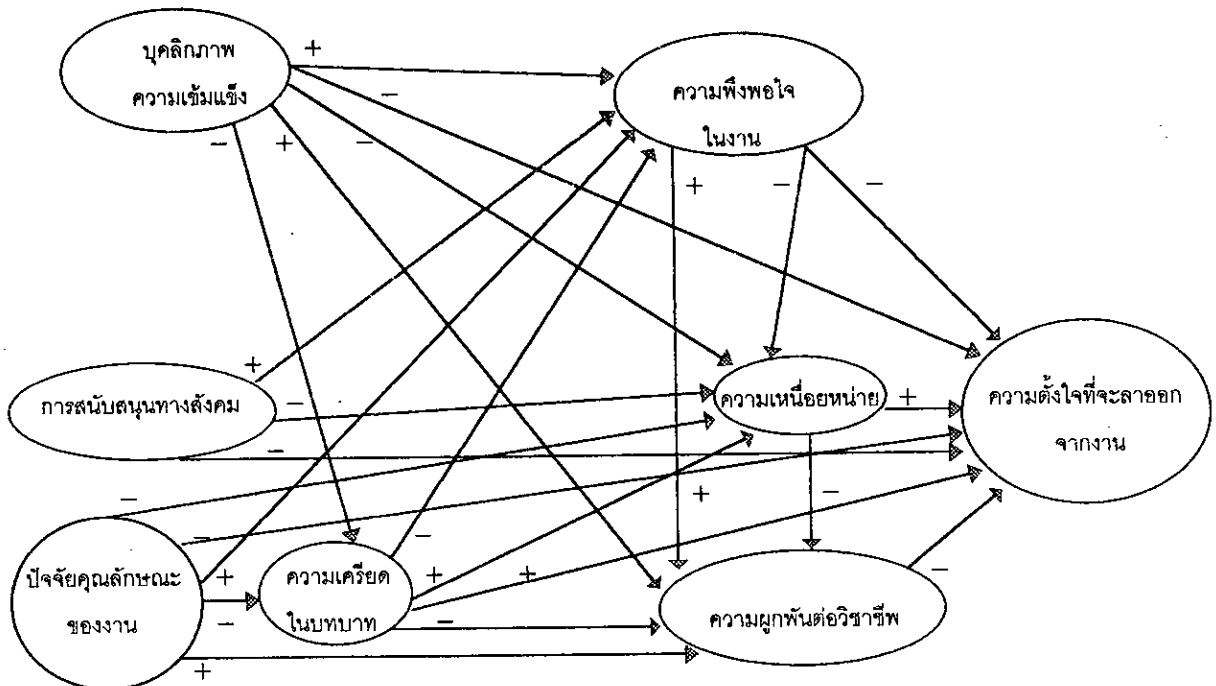 บุคลิกภาพ
ความเข้มแข็ง
+
−
−
+
−
ความพึงพอใจ
ในงาน
+
−
−
การสนับสนุนทางสังคม
+
−
−
ความเหนื่อยหน่าย
+
−
ความตั้งใจที่จะลาออก
จากงาน
ปัจจัยคุณลักษณะ
ของงาน
−
−
+
−
+
ความเครียด
ในบทบาท
−
+
+
−
+
ความผูกพันต่อวิชาชีพ
−